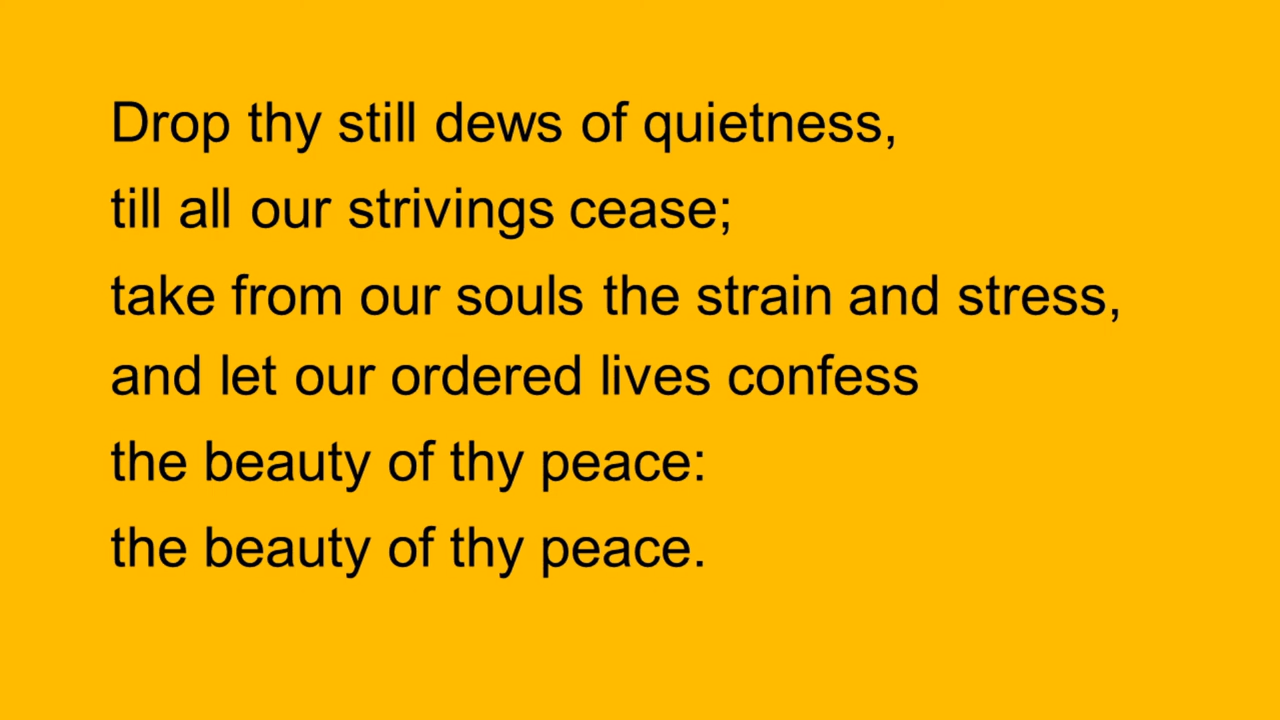 Drop thy still dews of quietness,
till all our strivings cease;
take from our souls the strain and stress,
and let our ordered lives confess
the beauty of thy peace:
the beauty of thy peace.